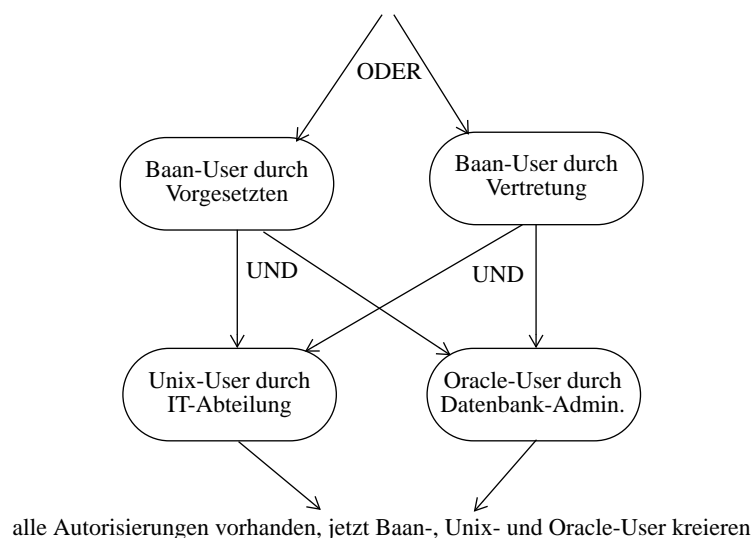 ODER
Baan-User durch
Vorgesetzten
Baan-User durch
Vertretung
UND
UND
Unix-User durch
IT-Abteilung
Oracle-User durch
Datenbank-Admin.
alle Autorisierungen vorhanden, jetzt Baan-, Unix- und Oracle-User kreieren